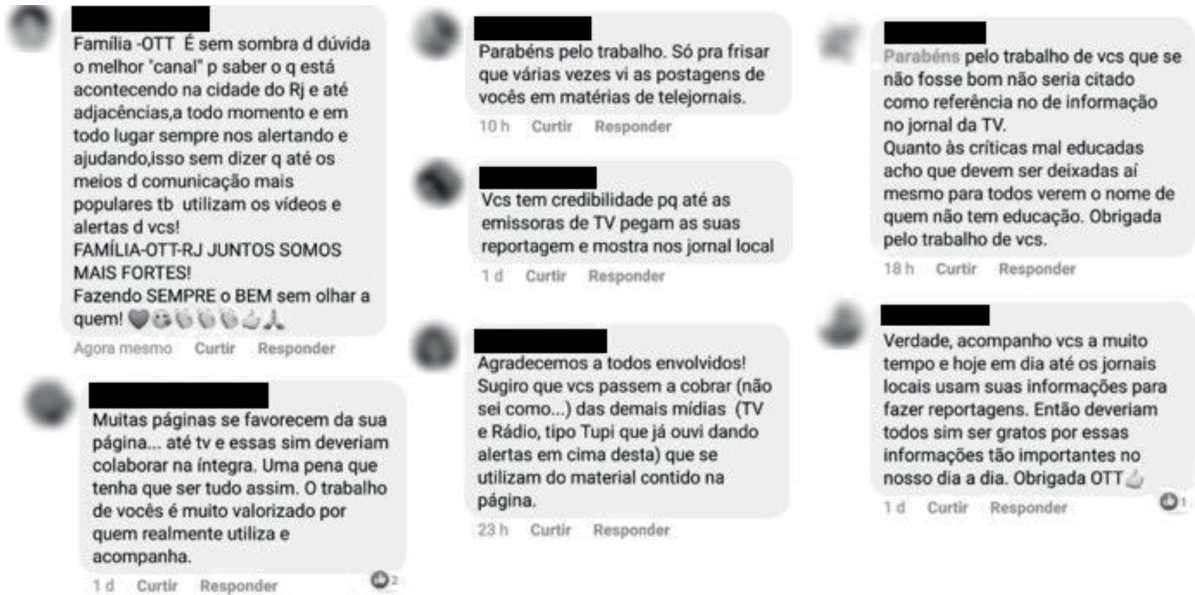 Família -OTT É sem sombra d dúvida
o melhor "canal" p saber o q está
acontecendo na cidade do Rj e até
adjacências,a todo momento e em
todo lugar sempre nos alertando e
ajudando,isso sem dizer q até os
meios d comunicação mais
populares tb utilizam os vídeos e
alertas d vcs!
FAMÍLIA-OTT-RJ JUNTOS SOMOS
MAIS FORTES!
Fazendo SEMPRE o BEM sem olhar a
quem!
Agora mesmo Curtir Responder
Muitas páginas se favorecem da sua
página... até tv e essas sim deveriam
colaborar na íntegra. Uma pena que
tenha que ser tudo assim. O trabalho
de vocês é muito valorizado por
quem realmente utiliza e
acompanha.
1 d Curtir Responder 2
Parabéns pelo trabalho. Só pra frisar
que várias vezes vi as postagens de
vocês em matérias de telejornais.
10 h Curtir Responder
Vcs tem credibilidade pq até as
emissoras de TV pegam as suas
reportagem e mostra nos jornal local
1 d Curtir Responder
Agradecemos a todos envolvidos!
Sugiro que vcs passem a cobrar (não
sei como...) das demais mídias (TV
e Rádio, tipo Tupi que já ouvi dando
alertas em cima desta) que se
utilizam do material contido na
página.
23 h Curtir Responder
Parabéns pelo trabalho de vcs que se
não fosse bom não seria citado
como referência no de informação
no jornal da TV.
Quanto às críticas mal educadas
acho que devem ser deixadas aí
mesmo para todos verem o nome de
quem não tem educação. Obrigada
pelo trabalho de vcs.
18 h Curtir Responder
Verdade, acompanho vcs a muito
tempo e hoje em dia até os jornais
locais usam suas informações para
fazer reportagens. Então deveriam
todos sim ser gratos por essas
informações tão importantes no
nosso dia a dia. Obrigada OTT
1 d Curtir Responder 1